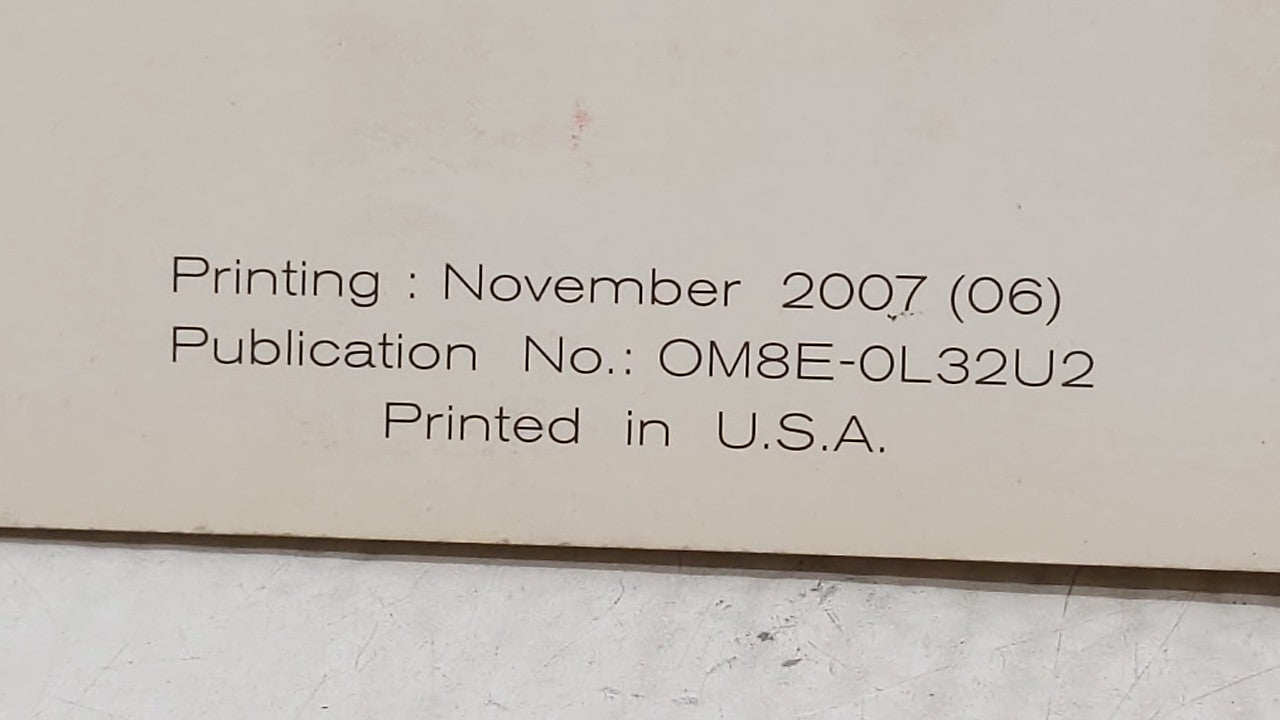 Printing : November 2007 (06)
Publication No.: OM8E-0L32U2
Printed in U.S.A.